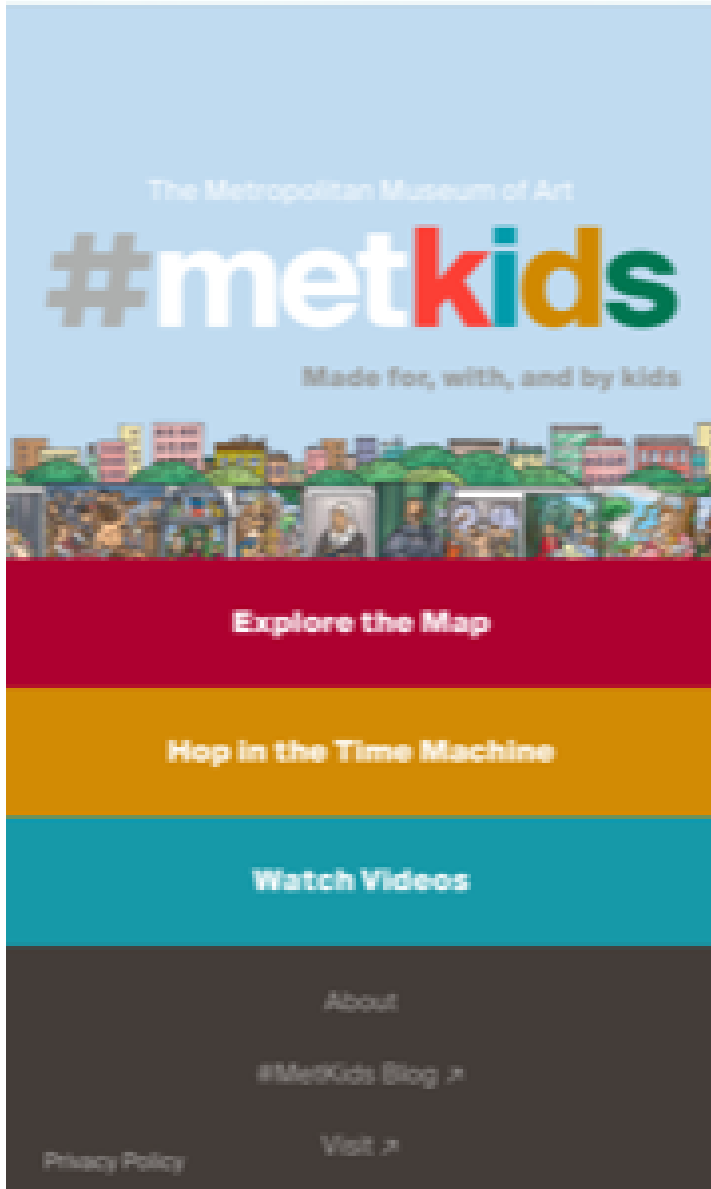 The Metropolitan Museum of Art
#metkids
Made for, with, and by kids
Explore the Map
Hop in the Time Machine
Watch Videos
About
#MetKids Blog ↗
Visit ↗
Privacy Policy